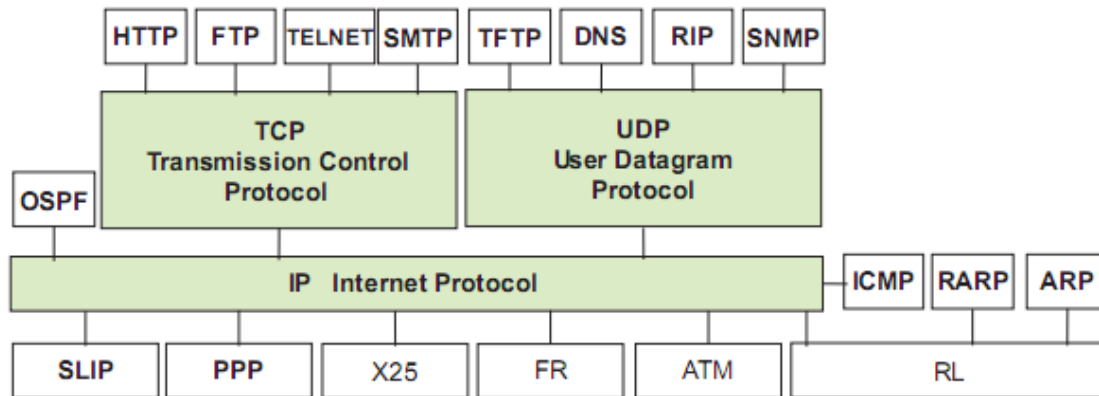 HTTP FTP TELNET SMTP TFTP DNS RIP SNMP
TCP
Transmission Control
Protocol
UDP
User Datagram
Protocol
OSPF
IP Internet Protocol
ICMP RARP ARP
SLIP PPP X25 FR ATM RL